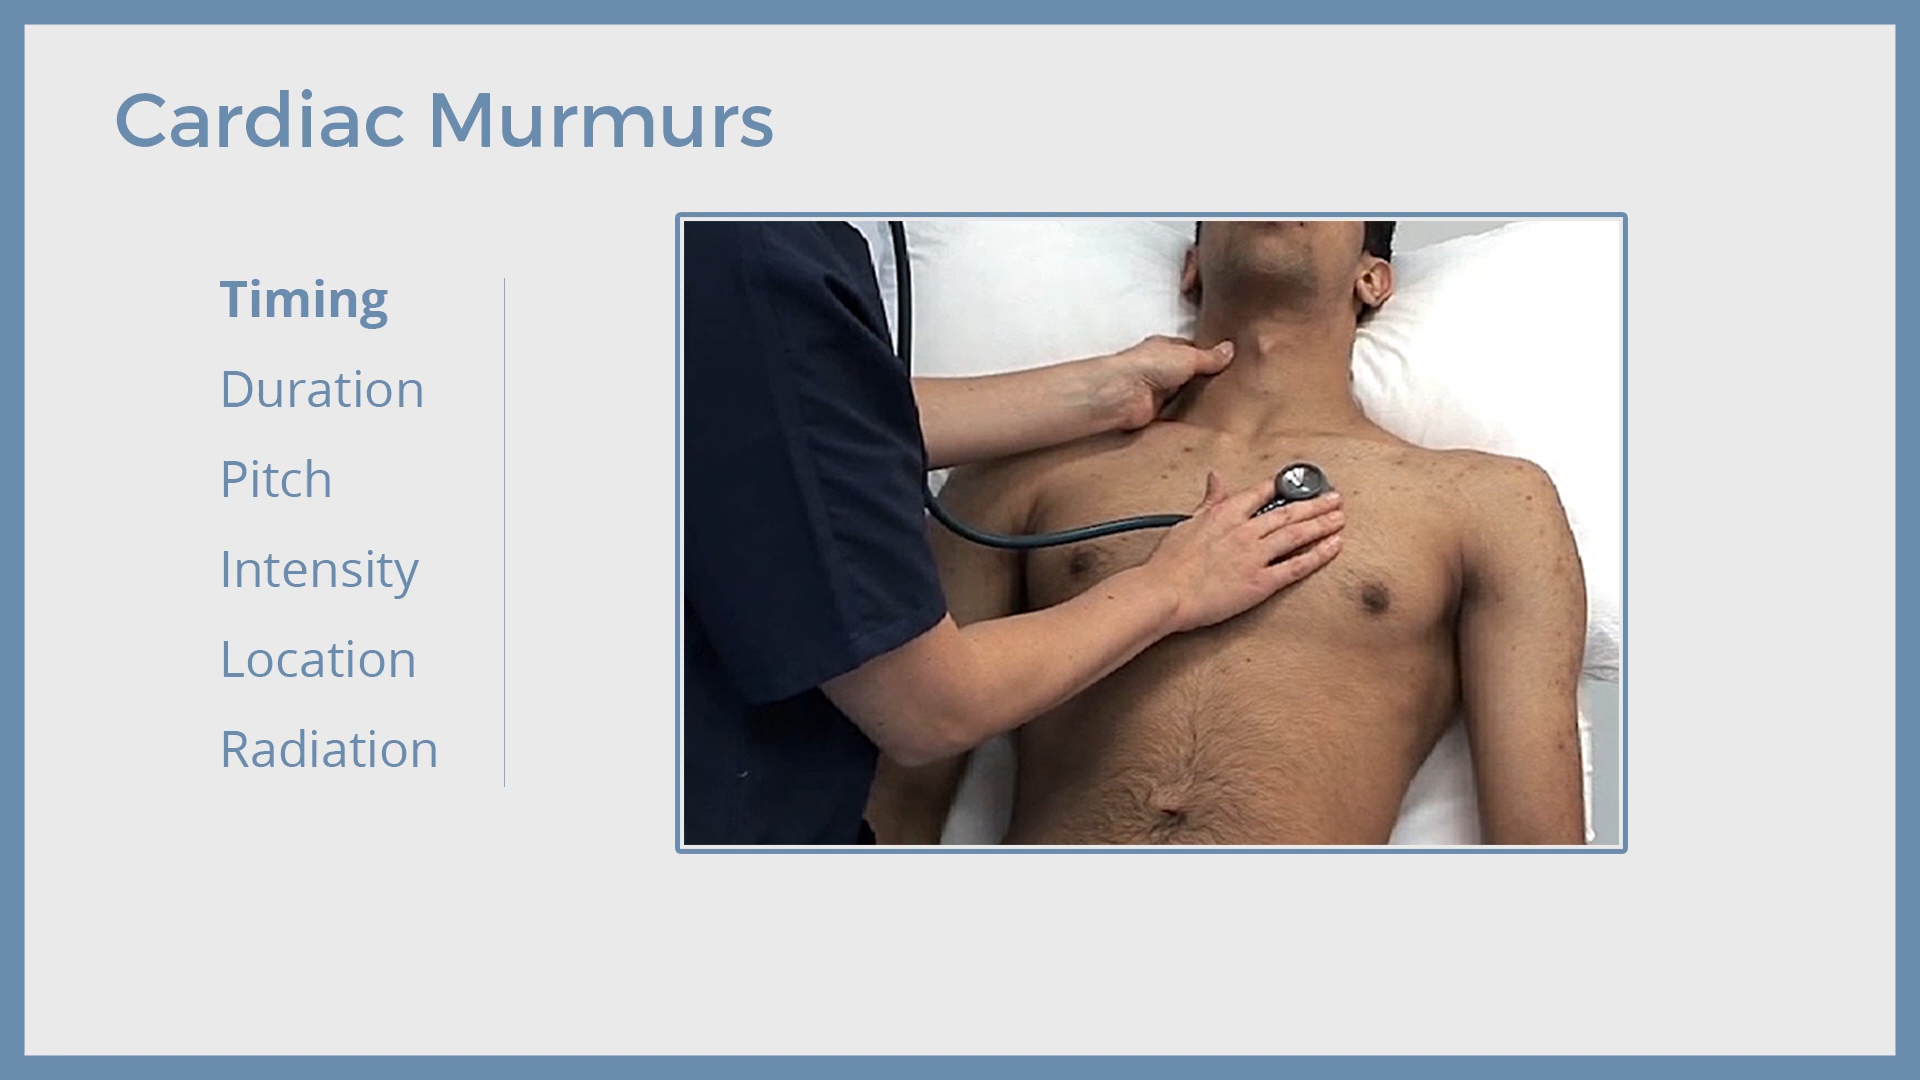 Cardiac Murmurs
Timing
Duration
Pitch
Intensity
Location
Radiation